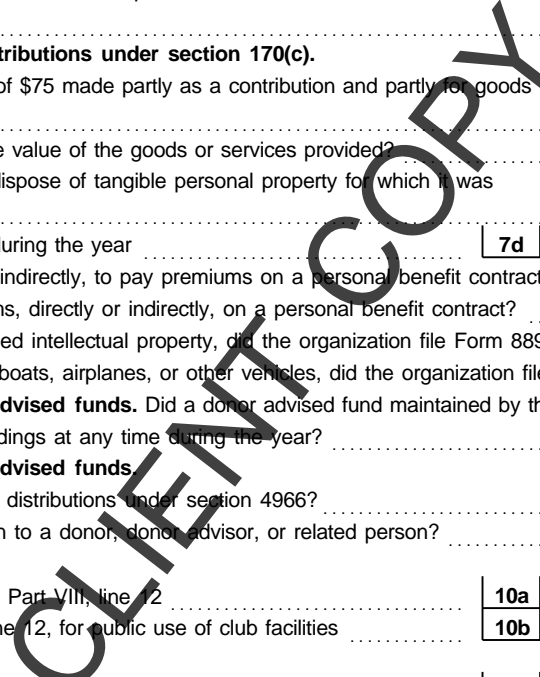 tributions under section 170(c).
of $75 made partly as a contribution and partly for goods
e value of the goods or services provided?
dispose of tangible personal property for which it was
during the year 7d
indirectly, to pay premiums on a personal benefit contract
ns, directly or indirectly, on a personal benefit contract?
ed intellectual property, did the organization file Form 889
boats, airplanes, or other vehicles, did the organization file
dvised funds. Did a donor advised fund maintained by th
dings at any time during the year?
dvised funds.
distributions under section 4966?
n to a donor, donor advisor, or related person?
Part VIII, line 12 10a
ne 12, for public use of club facilities 10b
CLIENT COPY